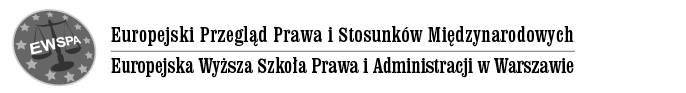 EWSPA
Europejski Przegląd Prawa i Stosunków Międzynarodowych
Europejska Wyższa Szkoła Prawa i Administracji w Warszawie